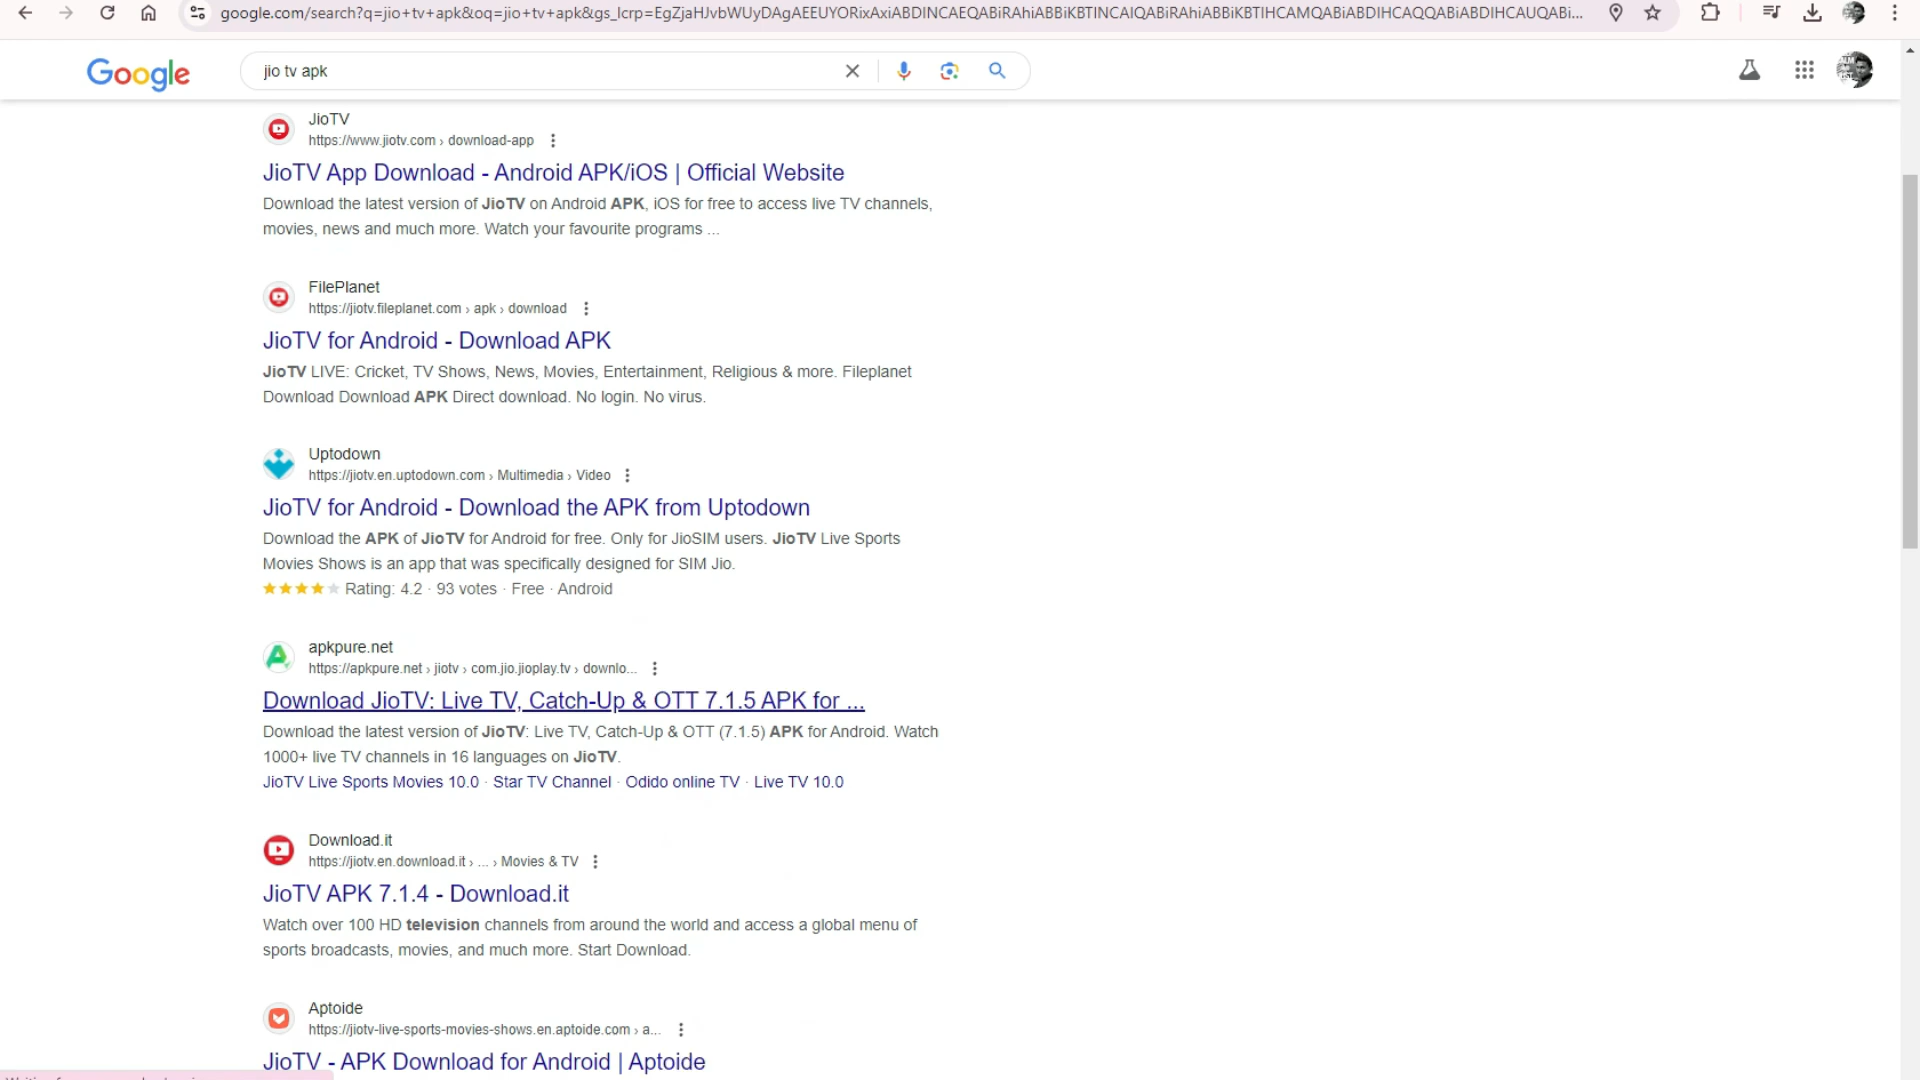 google.com/search?q=jio+tv+apk&oq=jio+tv+apk&gs_lcrp=EgZjaHJvbWUyDAgAEEUYORixAxiABDINCAEQABiRAhiABBiKBTINCAIQABiRAhiABBiKBTIHCAMQABiABDIHCAQQABiABDIHCAUQABi...
Google
jio tv apk
JioTV
https://www.jiotv.com › download-app
JioTV App Download - Android APK/iOS | Official Website
Download the latest version of JioTV on Android APK, iOS for free to access live TV channels,
movies, news and much more. Watch your favourite programs ...
FilePlanet
https://jiotv.fileplanet.com › apk › download
JioTV for Android - Download APK
JioTV LIVE: Cricket, TV Shows, News, Movies, Entertainment, Religious & more. Fileplanet
Download Download APK Direct download. No login. No virus.
Uptodown
https://jiotv.en.uptodown.com › Multimedia › Video
JioTV for Android - Download the APK from Uptodown
Download the APK of JioTV for Android for free. Only for JioSIM users. JioTV Live Sports
Movies Shows is an app that was specifically designed for SIM Jio.
Rating: 4.2 · 93 votes · Free · Android
apkpure.net
https://apkpure.net › jiotv › com.jio.jioplay.tv › downlo...
Download JioTV: Live TV, Catch-Up & OTT 7.1.5 APK for ...
Download the latest version of JioTV: Live TV, Catch-Up & OTT (7.1.5) APK for Android. Watch
1000+ live TV channels in 16 languages on JioTV.
JioTV Live Sports Movies 10.0 · Star TV Channel · Odido online TV · Live TV 10.0
Download.it
https://jiotv.en.download.it › ... › Movies & TV
JioTV APK 7.1.4 - Download.it
Watch over 100 HD television channels from around the world and access a global menu of
sports broadcasts, movies, and much more. Start Download.
Aptoide
https://jiotv-live-sports-movies-shows.en.aptoide.com › a...
JioTV - APK Download for Android | Aptoide